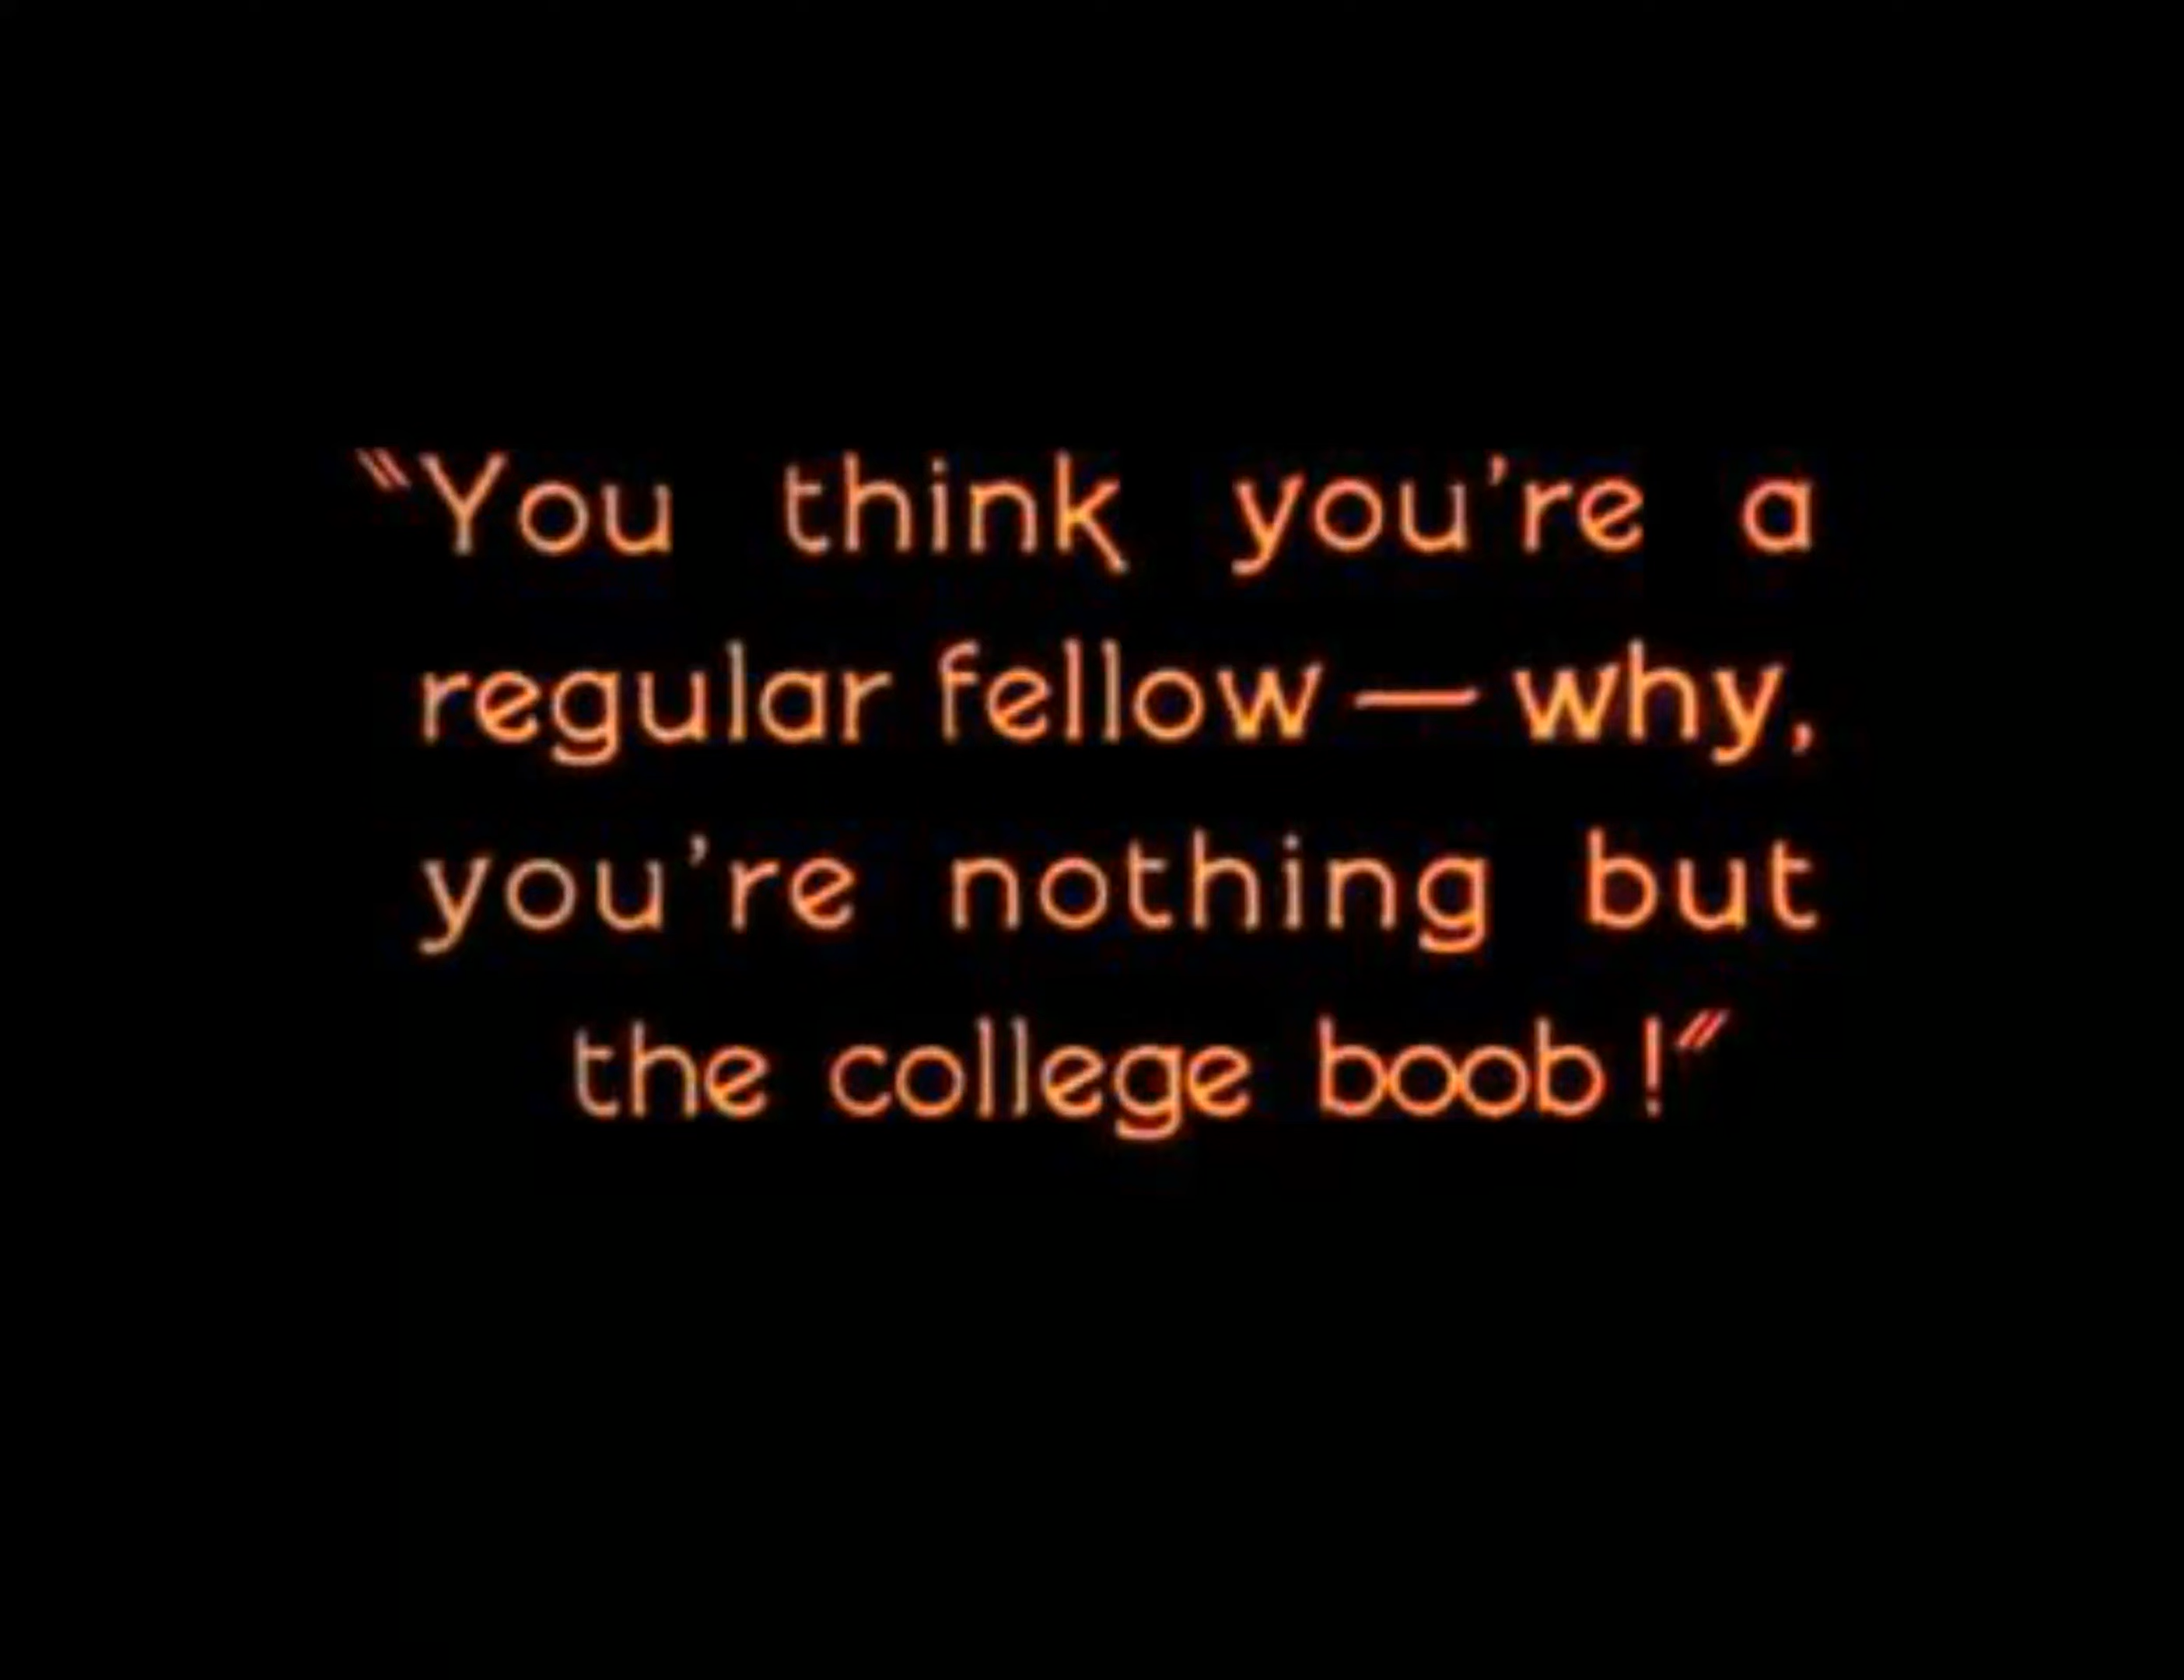 "You think you're a
regular fellow — why,
you're nothing but
the college boob!"